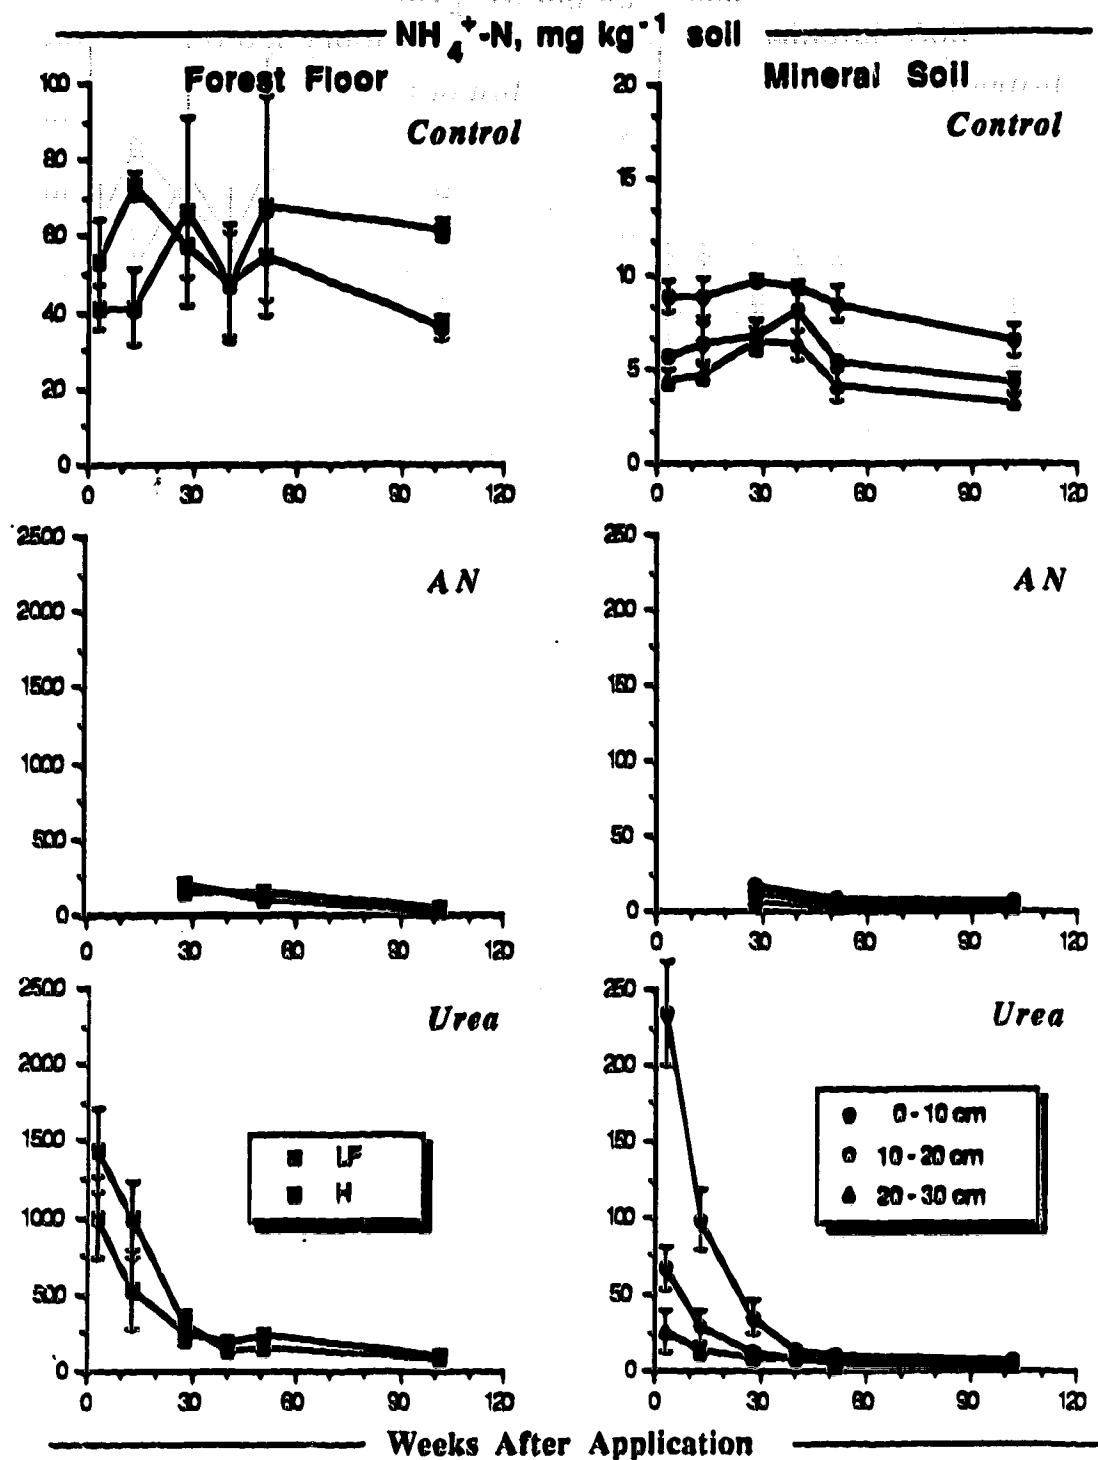 NH4+-N, mg kg-1 soil
Forest Floor
Mineral Soil
Control
Control
100
80
60
40
20
0
0 30 60 90 120
20
15
10
5
0
0 30 60 90 120
AN
AN
2500
2000
1500
1000
500
0
0 30 60 90 120
250
200
150
100
50
0
0 30 60 90 120
Urea
Urea
2500
2000
1500
1000
500
0
LF
H
0 30 60 90 120
250
200
150
100
50
0
0-10 cm
10-20 cm
20-30 cm
0 30 60 90 120
Weeks After Application